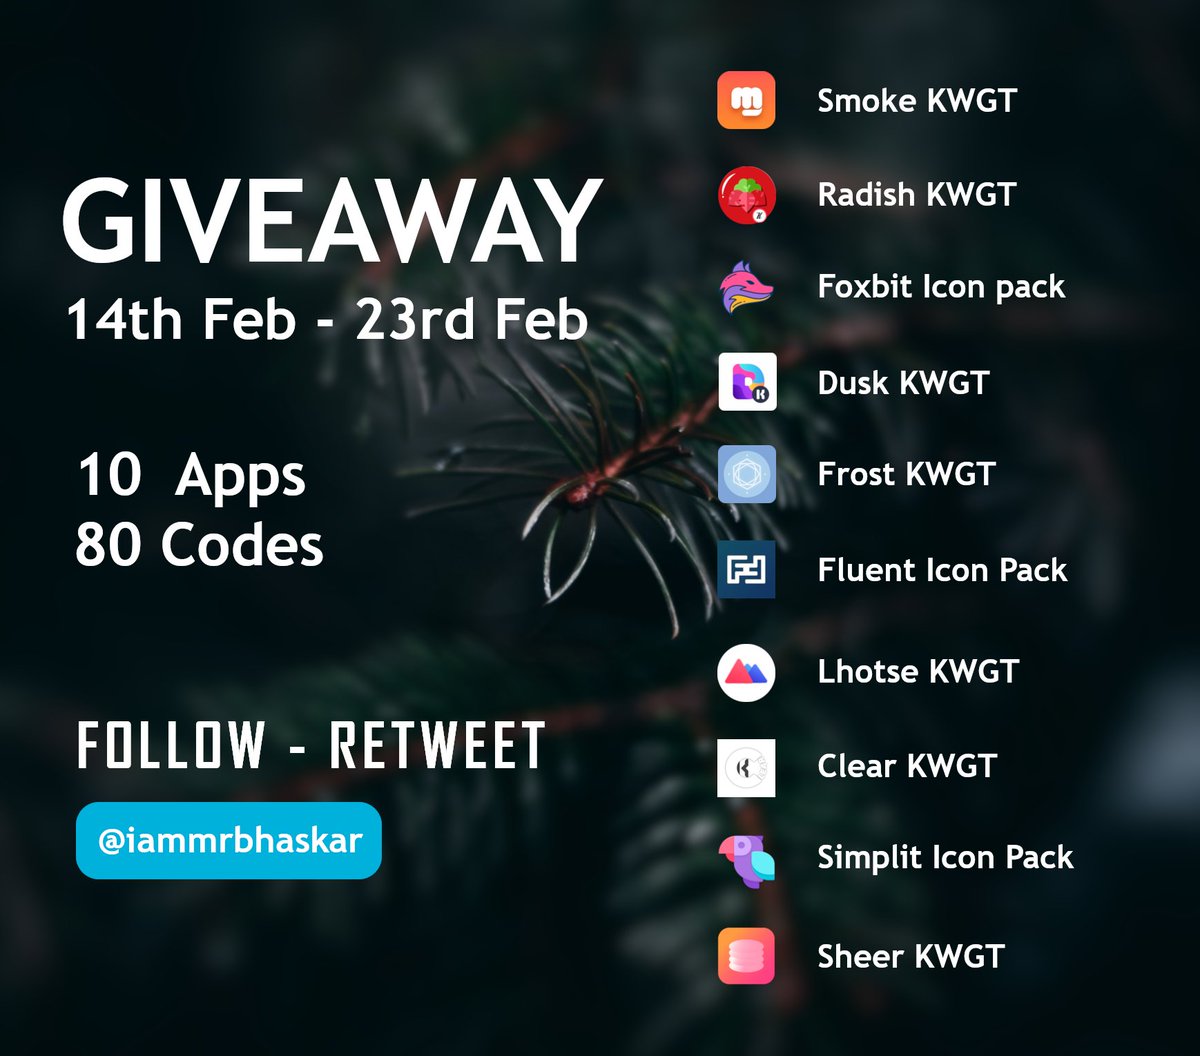 GIVEAWAY
14th Feb - 23rd Feb
10 Apps
80 Codes
FOLLOW - RETWEET
@iammrbhaskar
Smoke KWGT
Radish KWGT
Foxbit Icon pack
Dusk KWGT
Frost KWGT
Fluent Icon Pack
Lhotse KWGT
Clear KWGT
Simplit Icon Pack
Sheer KWGT